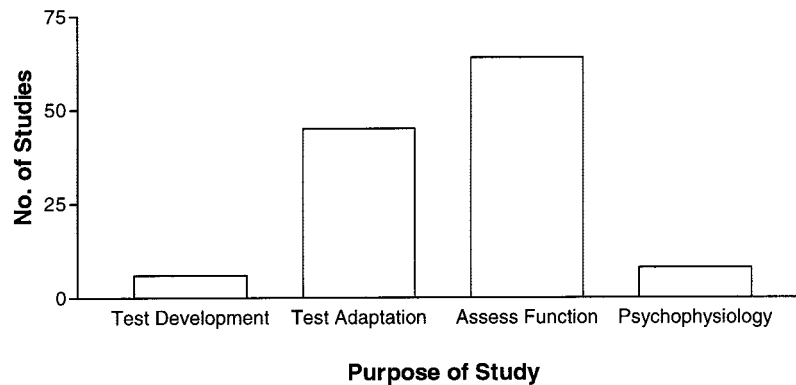 75
50
25
0
No. of Studies
Test Development Test Adaptation Assess Function Psychophysiology
Purpose of Study